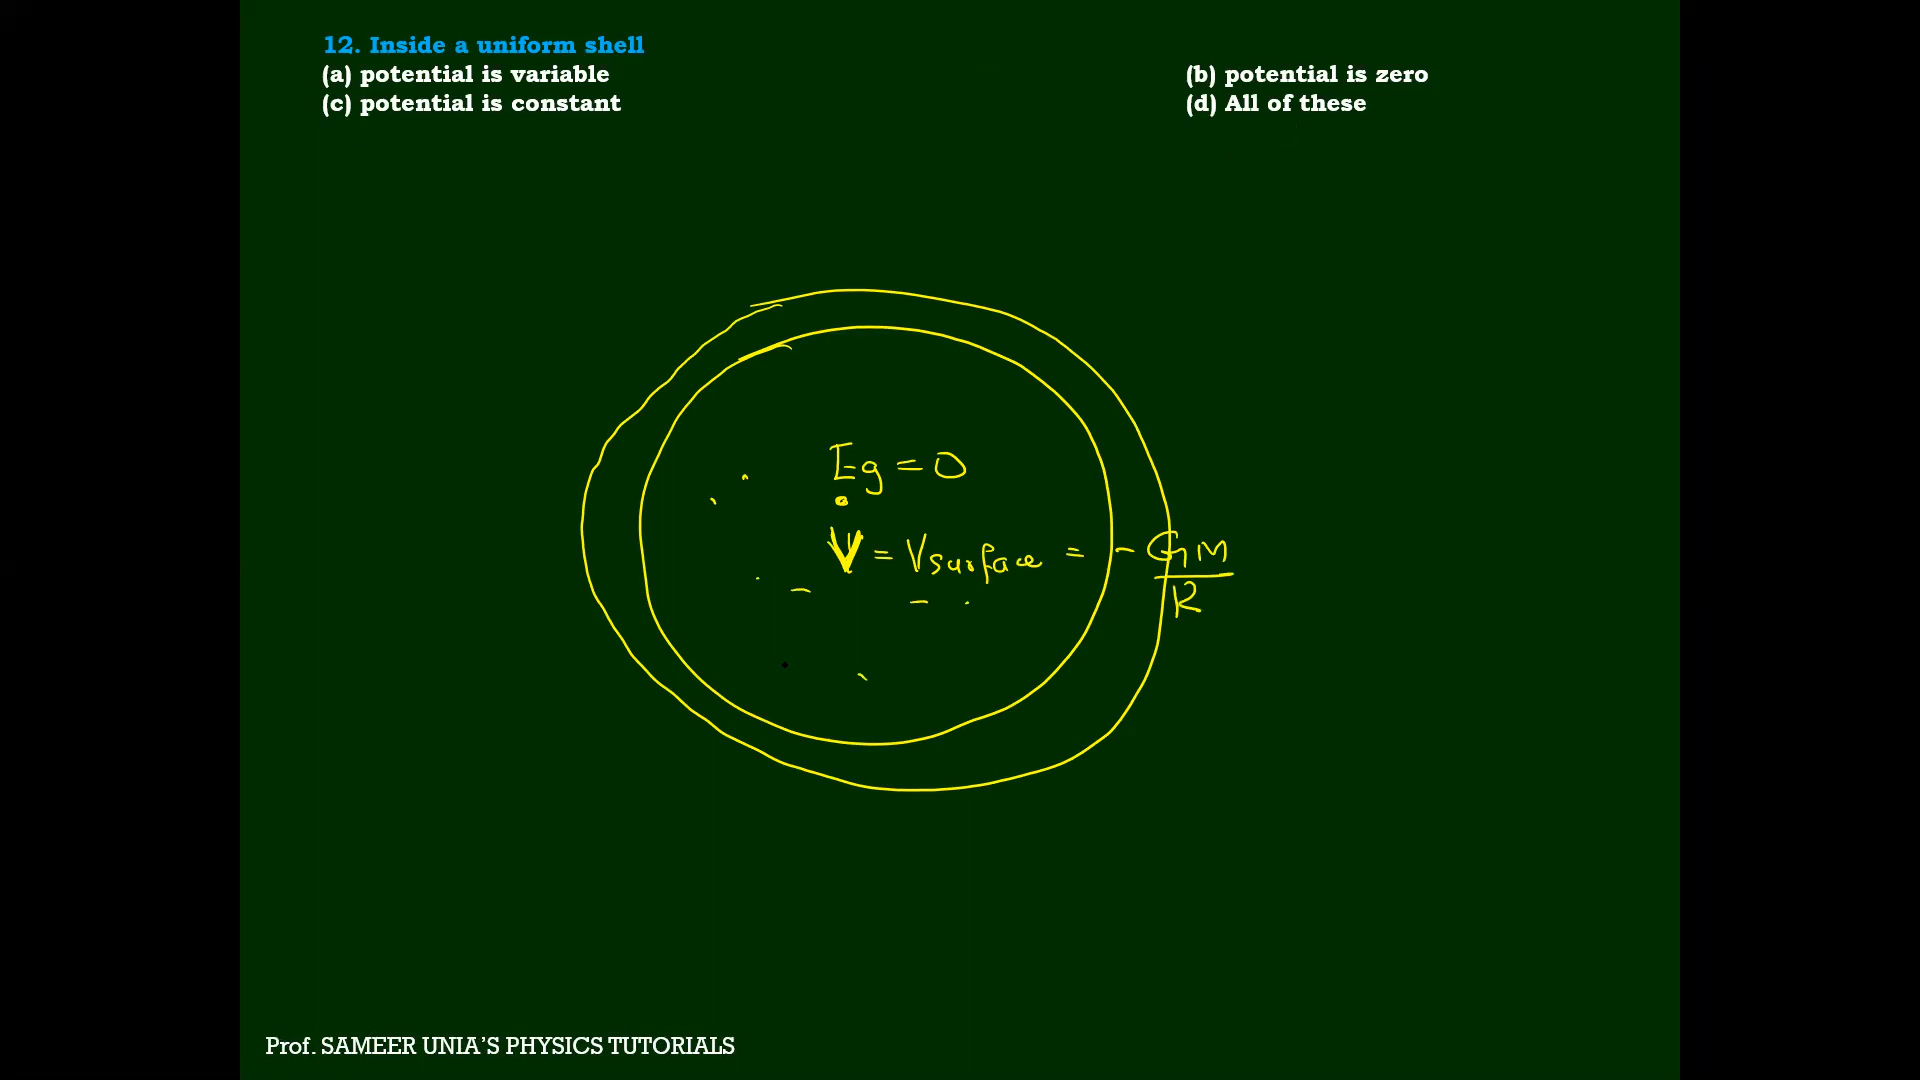 12. Inside a uniform shell
(a) potential is variable
(b) potential is zero
(c) potential is constant
(d) All of these
Eg = 0
V = Vsurface = - GM/R
Prof. SAMEER UNIA'S PHYSICS TUTORIALS